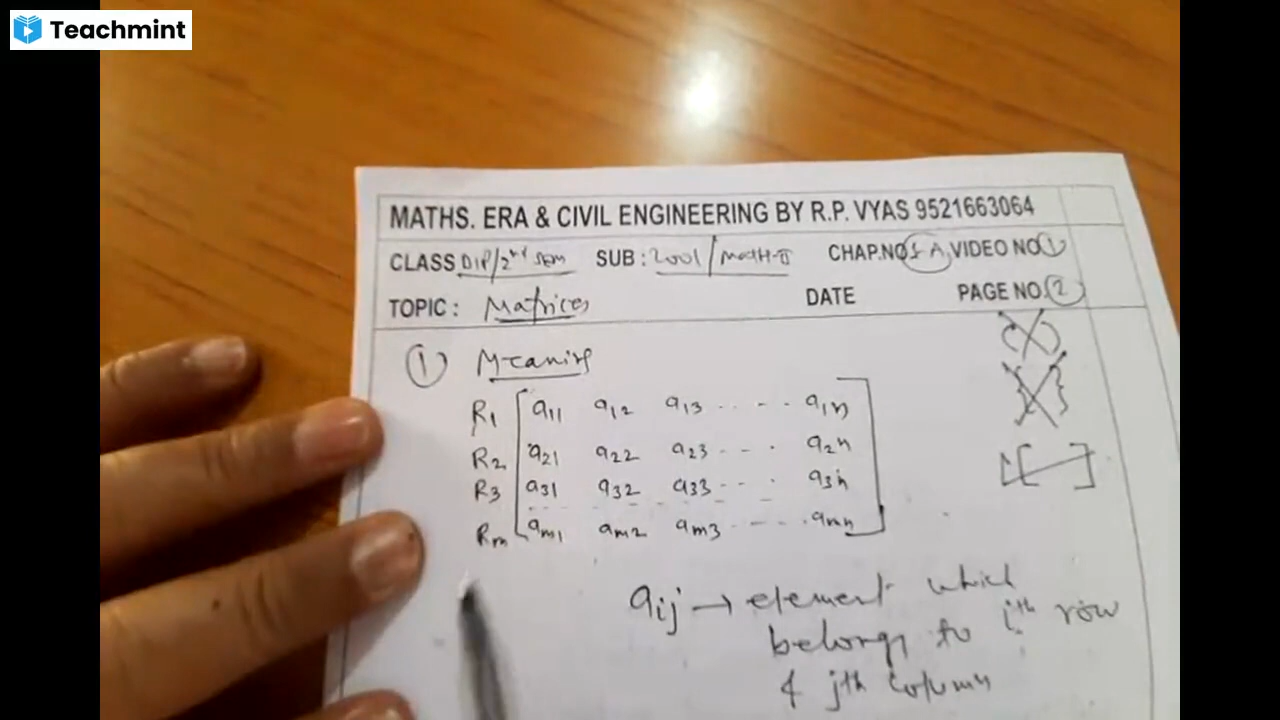 Teachmint
MATHS. ERA & CIVIL ENGINEERING BY R.P. VYAS 9521663064
CLASS DIP/2nd sem SUB : 2001/Math-II CHAP.NO 1 A, VIDEO NO 1
TOPIC : Matrices DATE PAGE NO. 2
1 Meaning
R1 [ a11 a12 a13 . . - . a1n ]
R2 a21 a22 a23 - - . a2n
R3 a31 a32 a33 - - . a3n
Rm am1 am2 am3 - - - . amn
aij → element which
belongs to ith row
& jth column